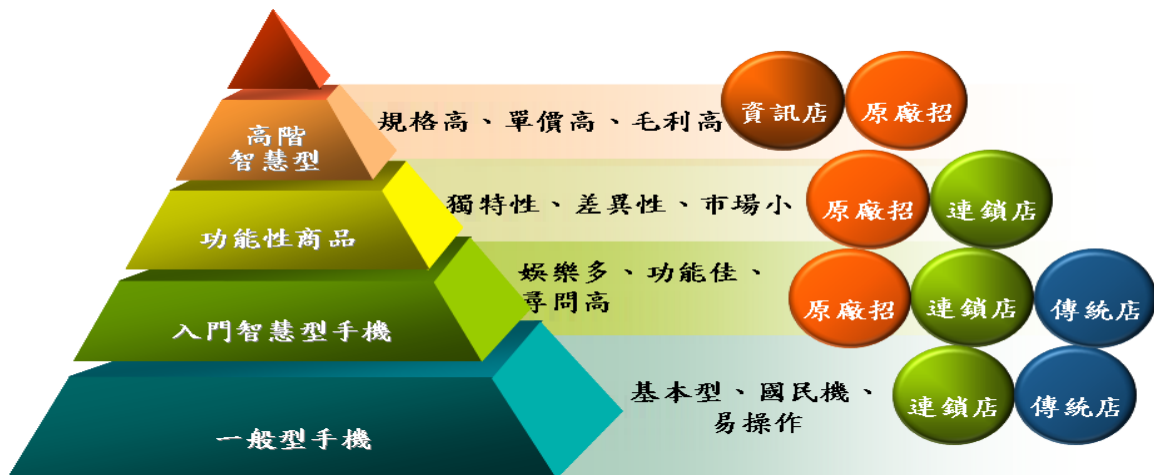 高階
智慧型
規格高、單價高、毛利高
資訊店
原廠招
功能性商品
獨特性、差異性、市場小
原廠招
連鎖店
入門智慧型手機
娛樂多、功能佳、
尋問高
原廠招
連鎖店
傳統店
一般型手機
基本型、國民機、
易操作
連鎖店
傳統店